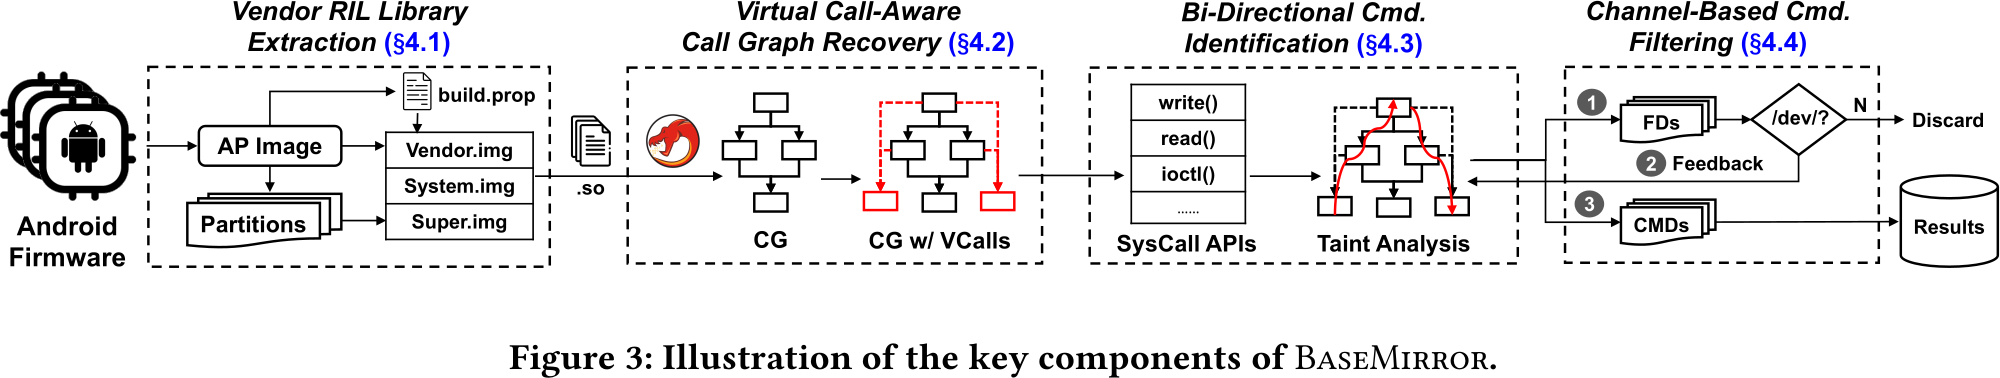 Vendor RIL Library
Extraction (§4.1)
Virtual Call-Aware
Call Graph Recovery (§4.2)
Bi-Directional Cmd.
Identification (§4.3)
Channel-Based Cmd.
Filtering (§4.4)
Android
Firmware
build.prop
AP Image
Partitions
Vendor.img
System.img
Super.img
.so
CG
CG w/ VCalls
write()
read()
ioctl()
......
SysCall APIs
Taint Analysis
1
FDs
/dev/?
N
Discard
2 Feedback
3
CMDs
Results
Figure 3: Illustration of the key components of BASEMIRROR.